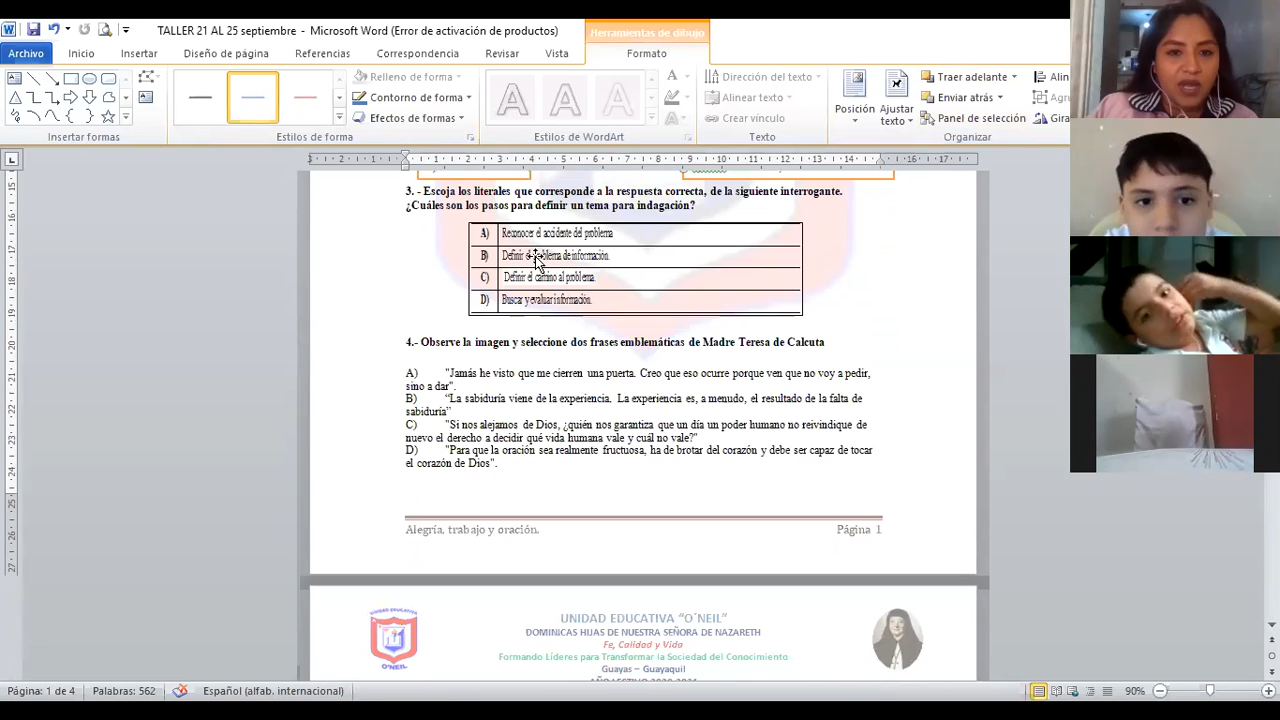 TALLER 21 AL 25 septiembre - Microsoft Word (Error de activación de productos)
Herramientas de dibujo
Archivo Inicio Insertar Diseño de página Referencias Correspondencia Revisar Vista Formato
Relleno de forma
Contorno de forma
Efectos de forma
Insertar formas
Estilos de forma
A A A
Estilos de WordArt
Dirección del texto
Alinear texto
Crear vínculo
Texto
Posición
Ajustar texto
Traer adelante
Enviar atrás
Panel de selección
Alin
Agru
Gira
Organizar
3. - Escoja los literales que corresponde a la respuesta correcta, de la siguiente interrogante.
¿Cuáles son los pasos para definir un tema para indagación?
A) Reconocer el accidente del problema
B) Definir el problema de información.
C) Definir el camino al problema.
D) Buscar y evaluar información.
4.- Observe la imagen y seleccione dos frases emblemáticas de Madre Teresa de Calcuta
A) "Jamás he visto que me cierren una puerta. Creo que eso ocurre porque ven que no voy a pedir,
sino a dar".
B) "La sabiduría viene de la experiencia. La experiencia es, a menudo, el resultado de la falta de
sabiduría"
C) "Si nos alejamos de Dios, ¿quién nos garantiza que un día un poder humano no reivindique de
nuevo el derecho a decidir qué vida humana vale y cuál no vale?"
D) "Para que la oración sea realmente fructuosa, ha de brotar del corazón y debe ser capaz de tocar
el corazón de Dios".
Alegría, trabajo y oración. Página 1
UNIDAD EDUCATIVA
O´NEIL
UNIDAD EDUCATIVA "O´NEIL"
DOMINICAS HIJAS DE NUESTRA SEÑORA DE NAZARETH
Fe, Calidad y Vida
Formando Líderes para Transformar la Sociedad del Conocimiento
Guayas – Guayaquil
AÑO LECTIVO 2020-2021
Página: 1 de 4 Palabras: 562 Español (alfab. internacional) 90%